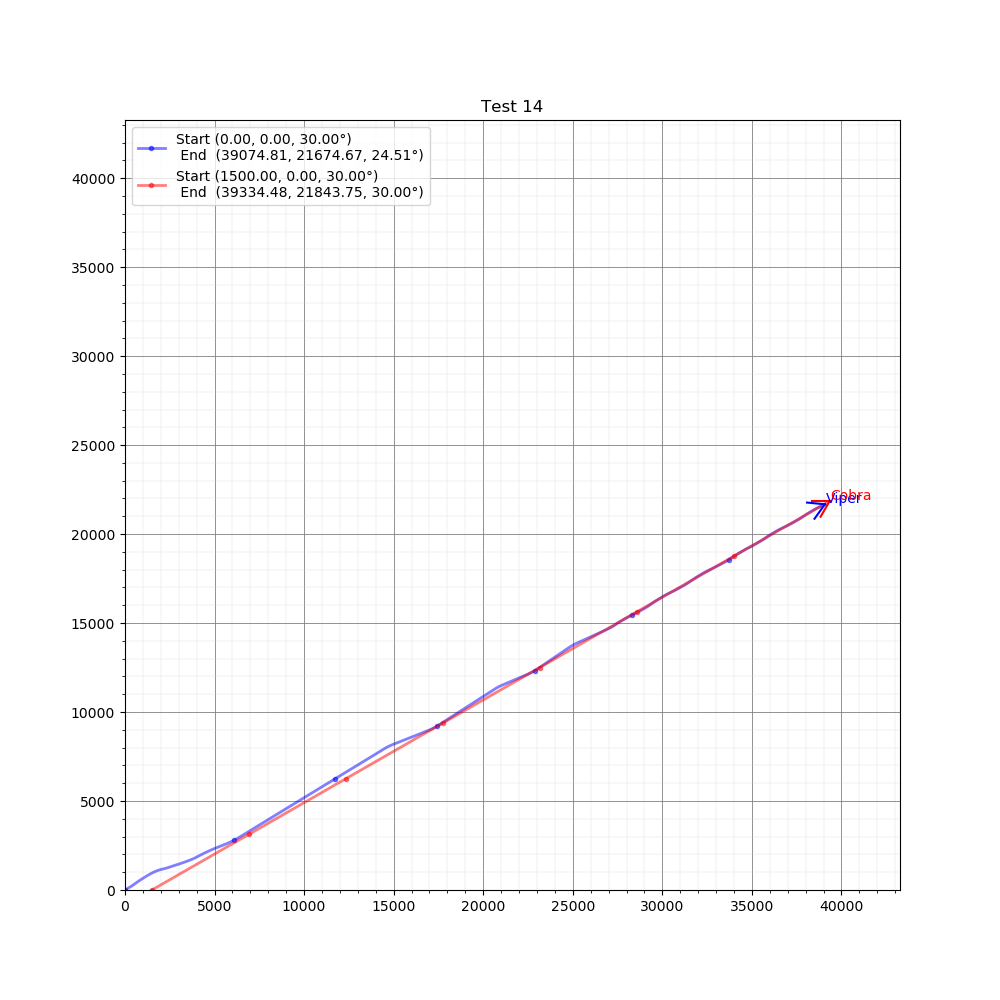 Test 14
Start (0.00, 0.00, 30.00°)
End (39074.81, 21674.67, 24.51°)
Start (1500.00, 0.00, 30.00°)
End (39334.48, 21843.75, 30.00°)
40000
35000
30000
25000
20000
15000
10000
5000
0
Cobra
Viper
0 5000 10000 15000 20000 25000 30000 35000 40000